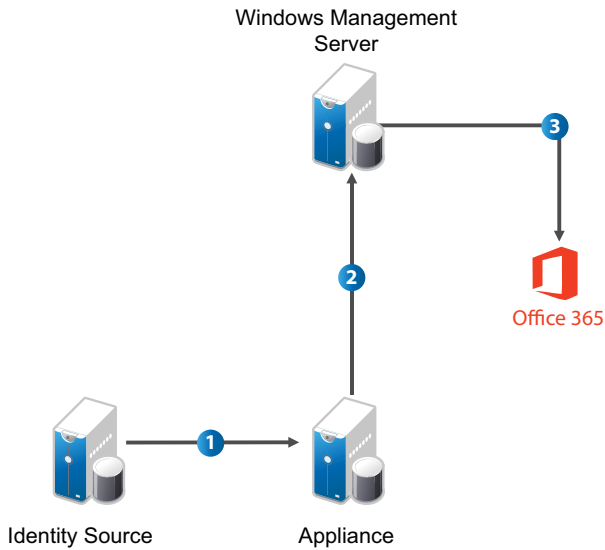 Windows Management
Server
3
2
Office 365
1
Identity Source
Appliance